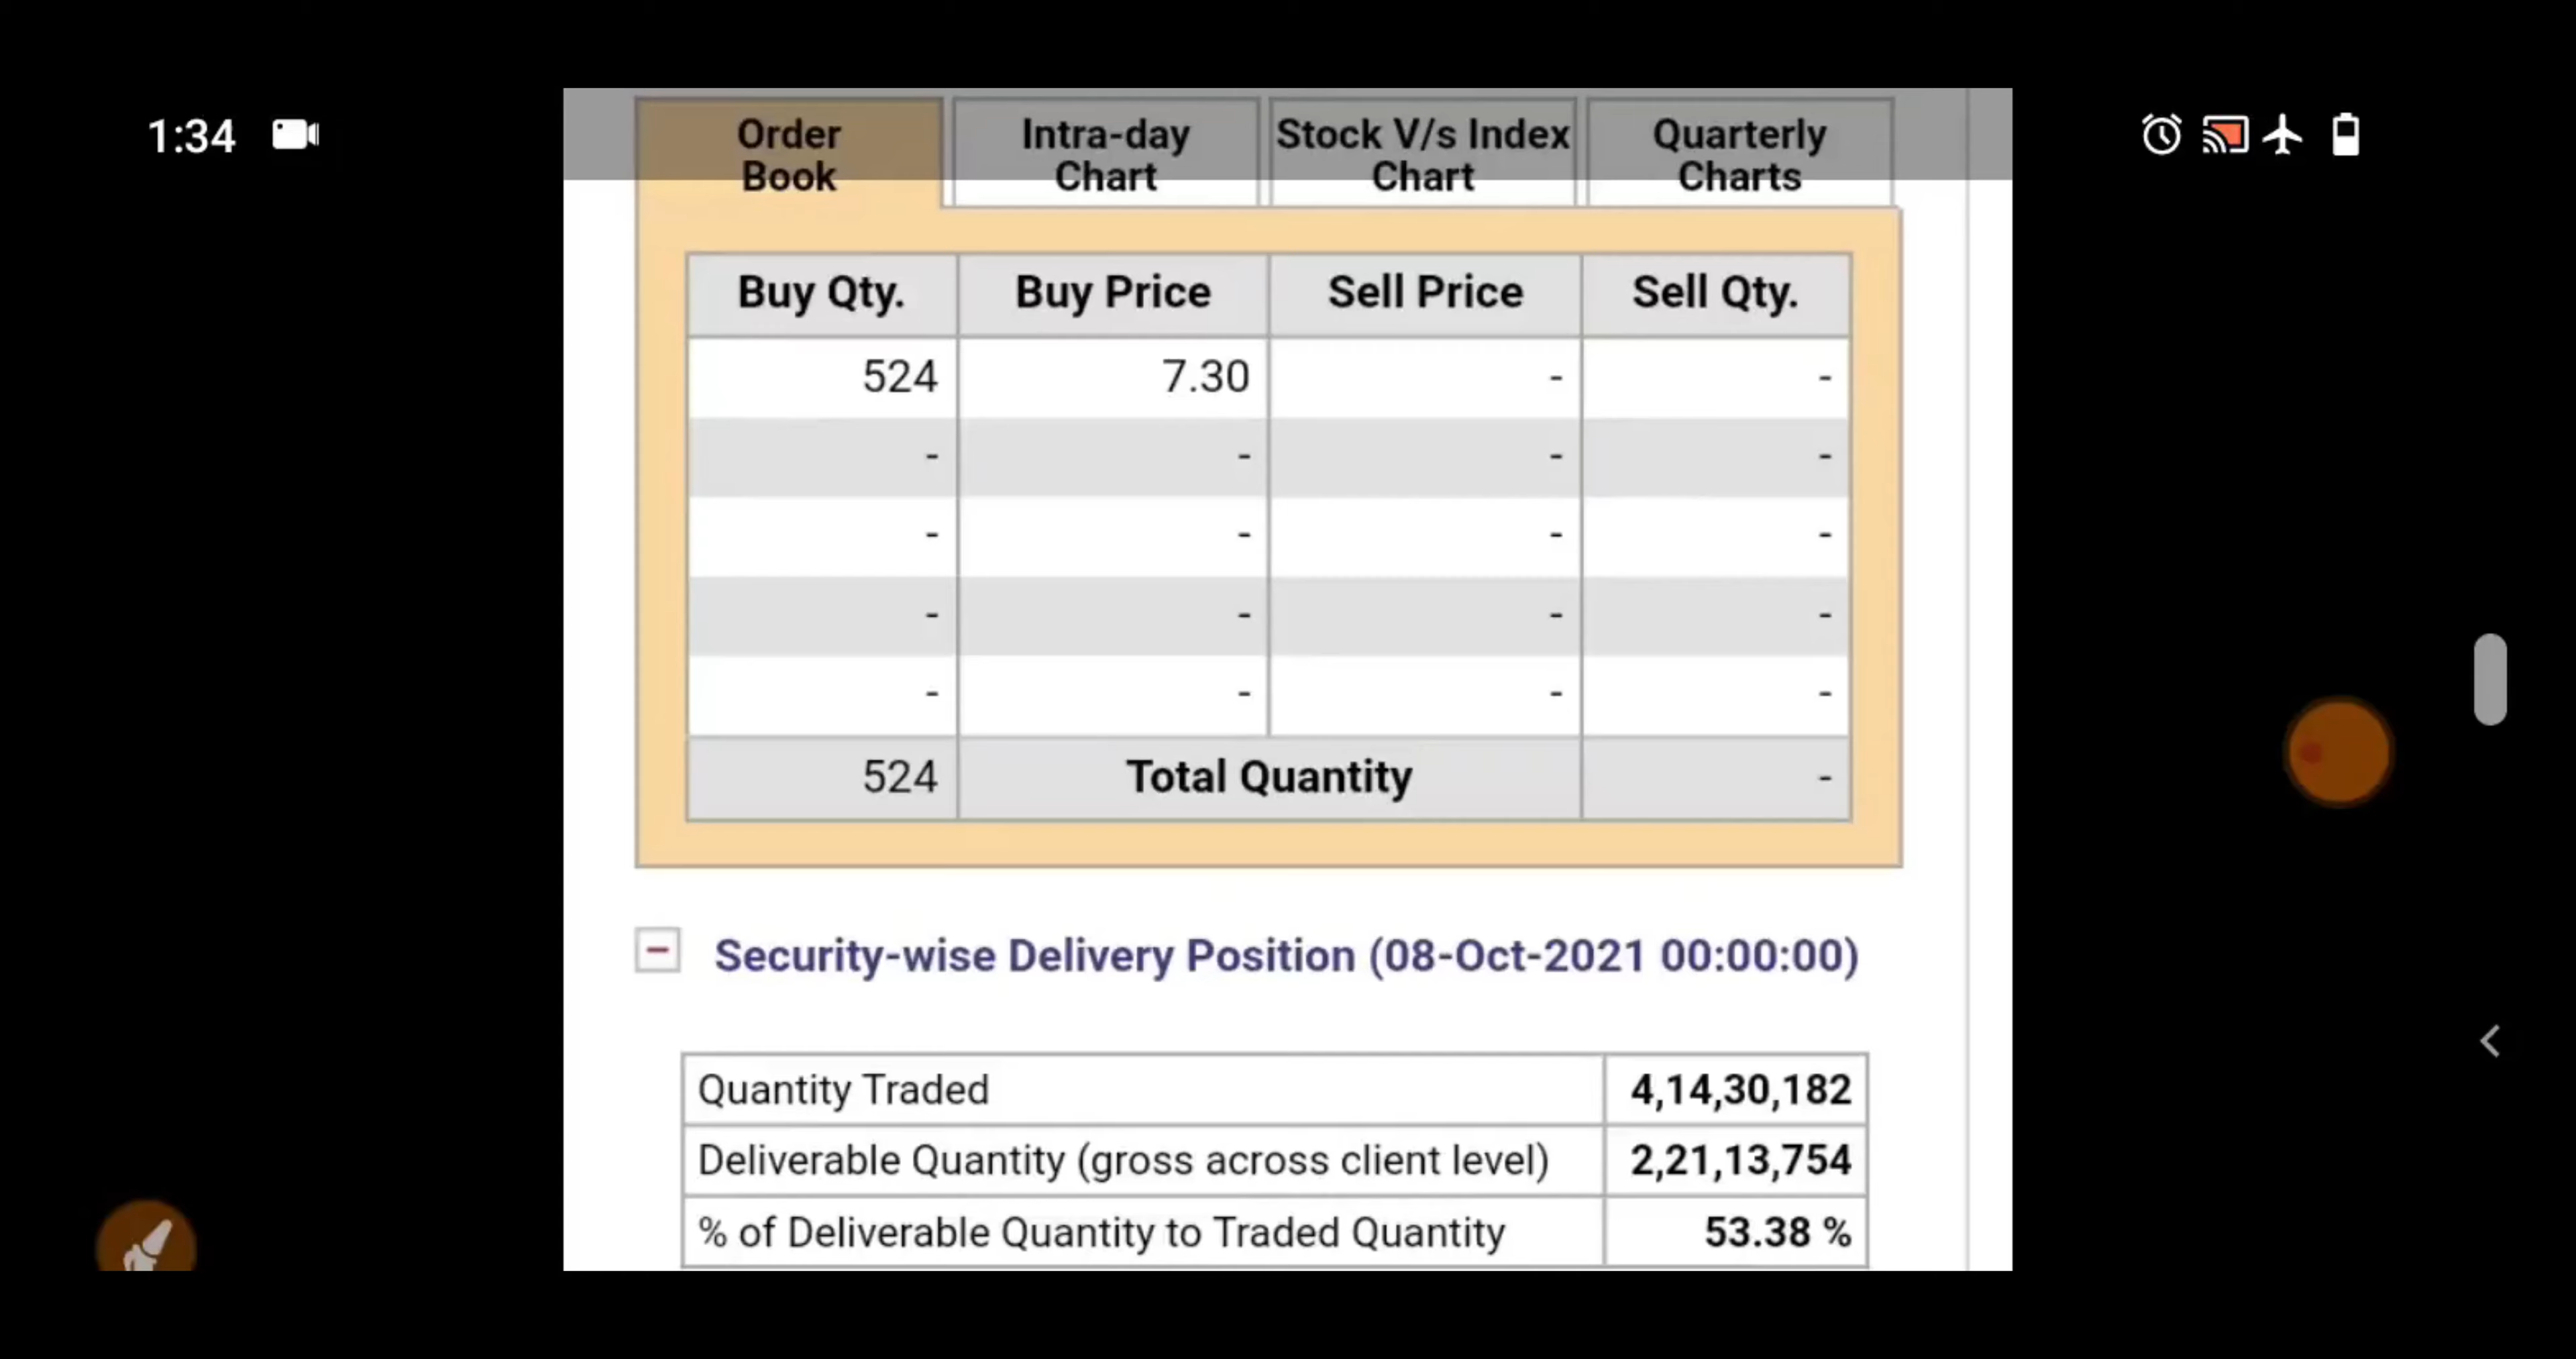 1:34
Order Book
Intra-day Chart
Stock V/s Index Chart
Quarterly Charts
Buy Qty. Buy Price Sell Price Sell Qty.
524 7.30 - -
- - - -
- - - -
- - - -
- - - -
524 Total Quantity -
Security-wise Delivery Position (08-Oct-2021 00:00:00)
Quantity Traded 4,14,30,182
Deliverable Quantity (gross across client level) 2,21,13,754
% of Deliverable Quantity to Traded Quantity 53.38 %